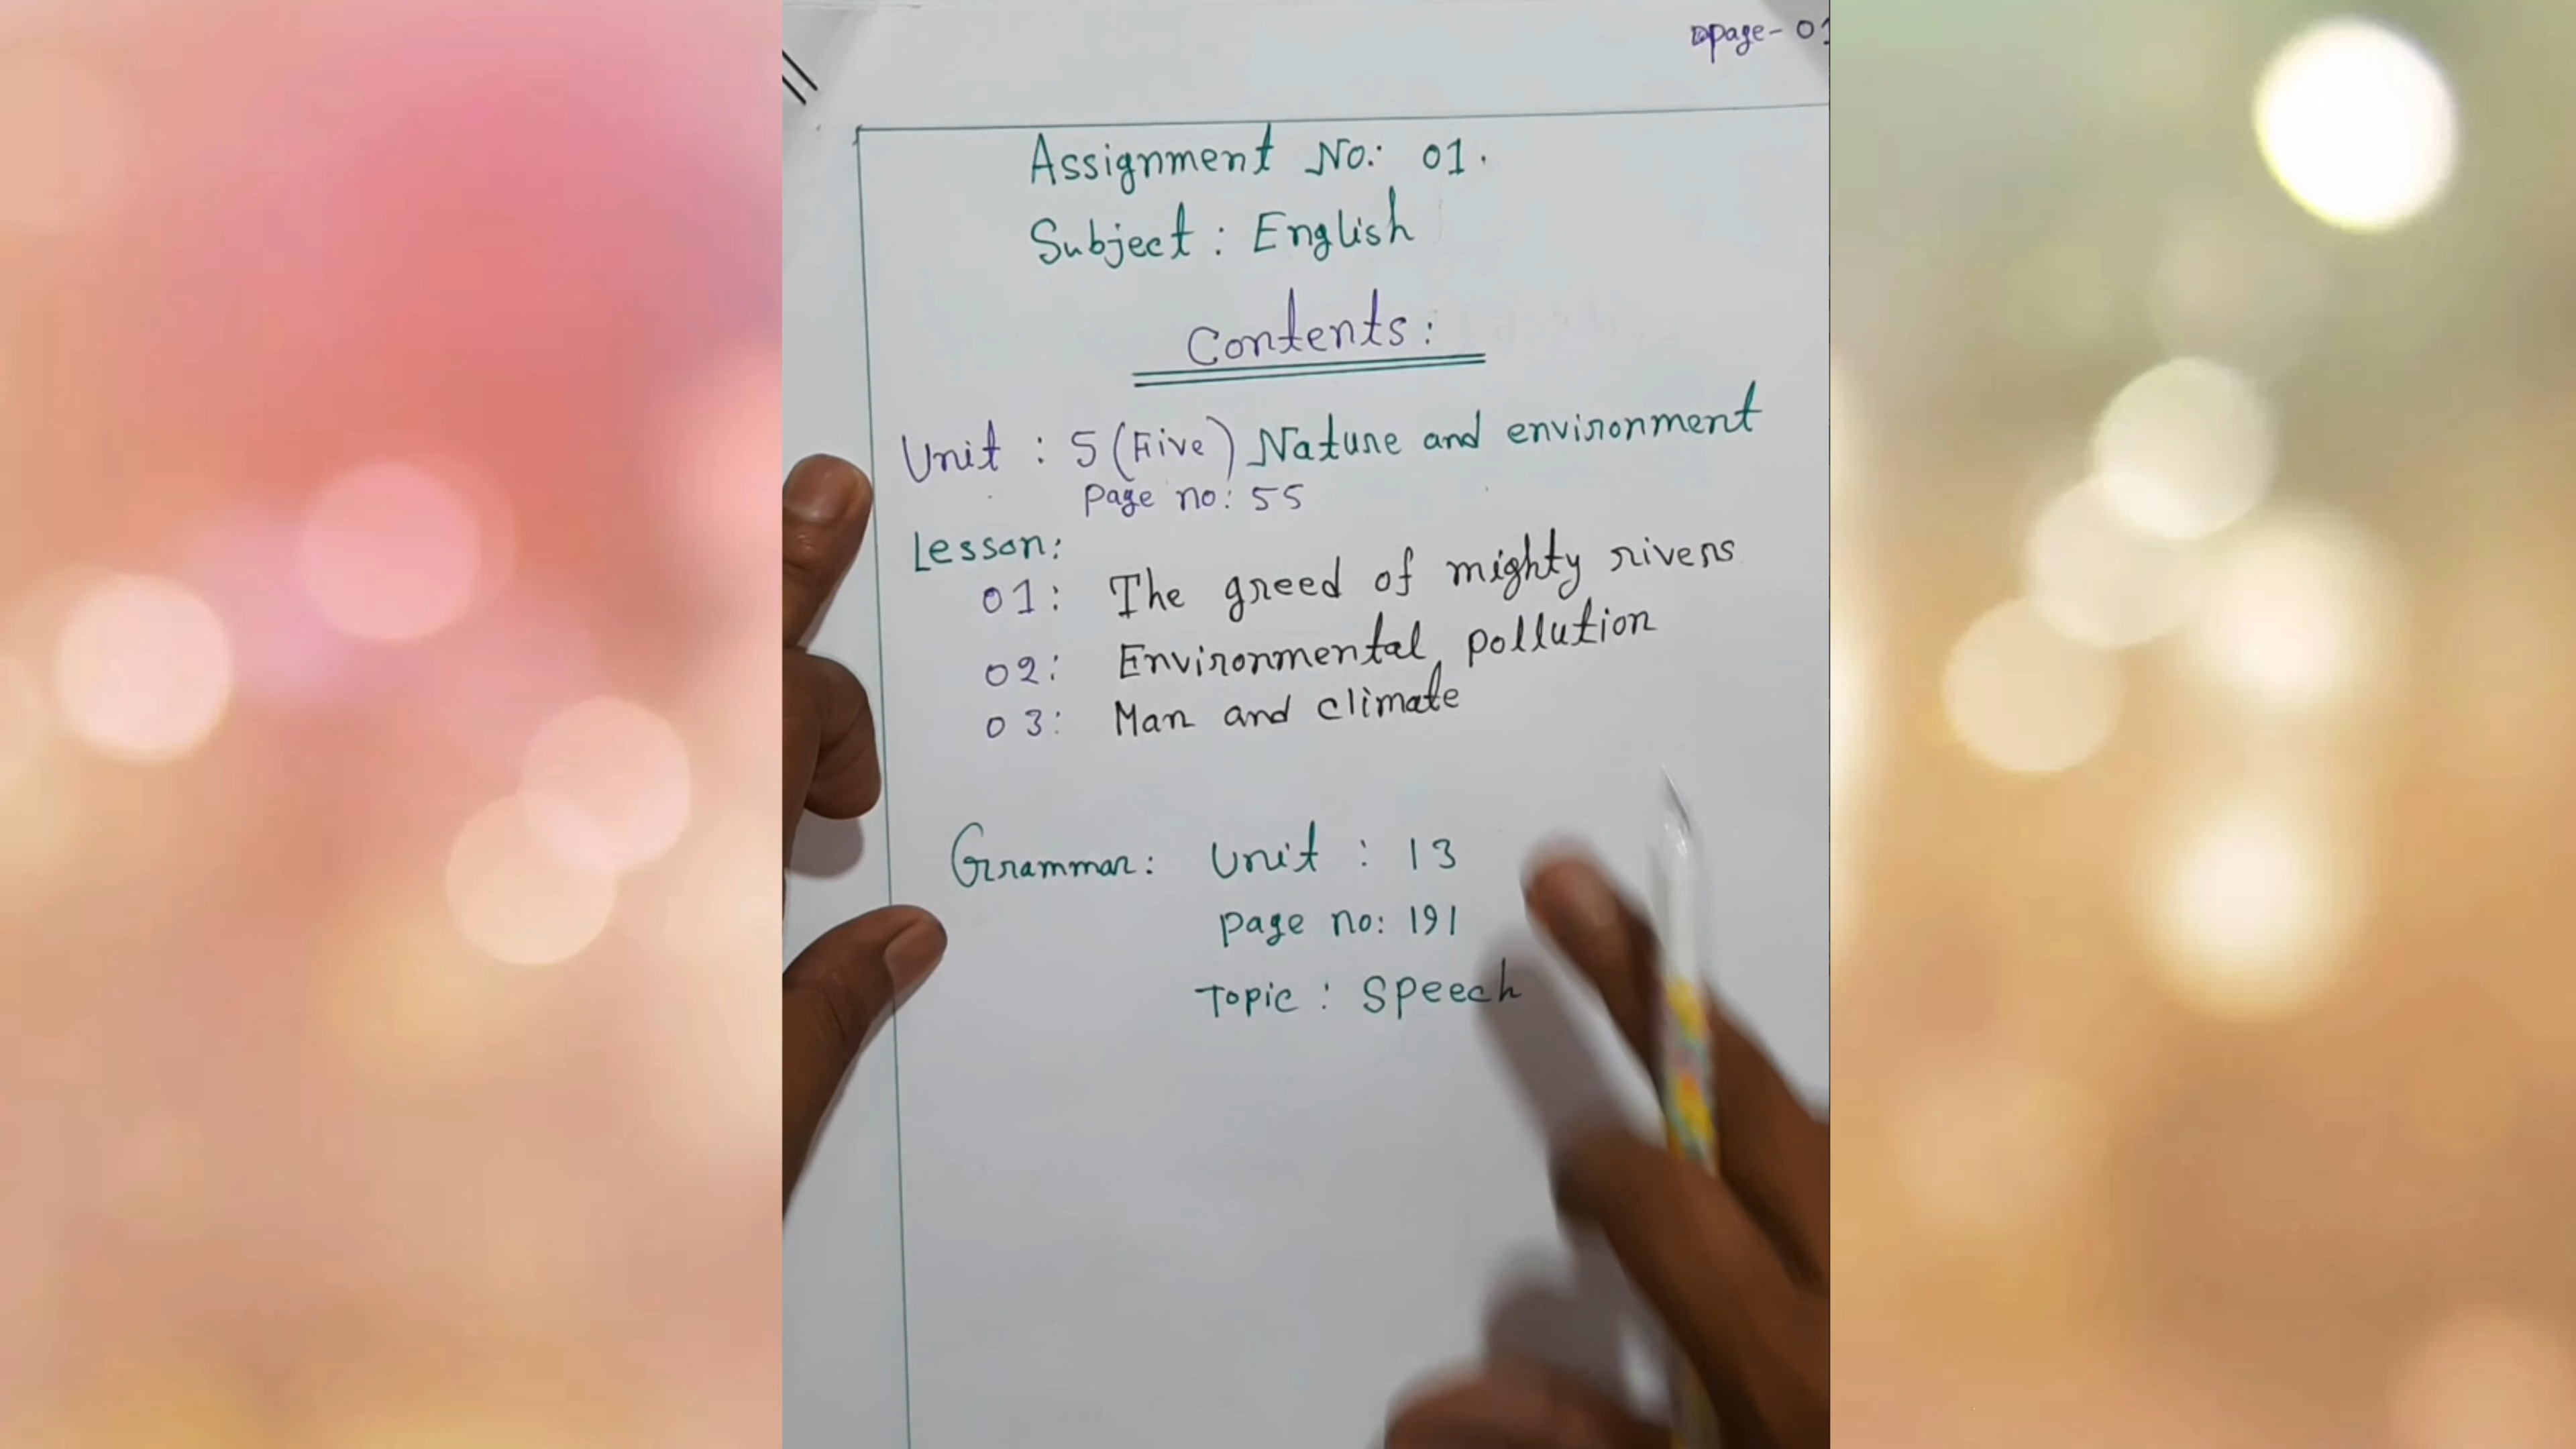 page- 01
Assignment No.: 01.
Subject: English
Contents:
Unit : 5 (Five) Nature and environment
Page no: 55
Lesson:
01: The greed of mighty rivers
02: Environmental pollution
03: Man and climate
Grammar: Unit : 13
page no: 191
Topic : Speech